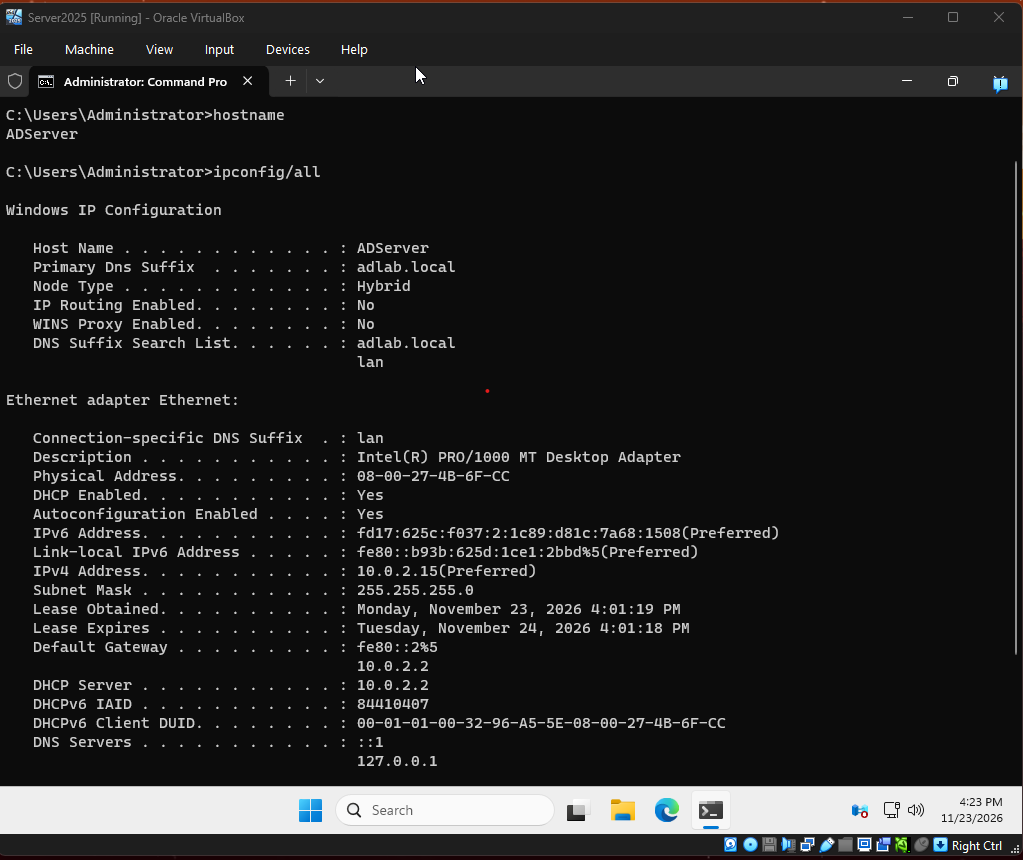 Server2025 [Running] - Oracle VirtualBox
File Machine View Input Devices Help
Administrator: Command Pro
C:\Users\Administrator>hostname
ADServer
C:\Users\Administrator>ipconfig/all
Windows IP Configuration
Host Name . . . . . . . . . . . . : ADServer
Primary Dns Suffix  . . . . . . . : adlab.local
Node Type . . . . . . . . . . . . : Hybrid
IP Routing Enabled. . . . . . . . : No
WINS Proxy Enabled. . . . . . . . : No
DNS Suffix Search List. . . . . . : adlab.local
lan
Ethernet adapter Ethernet:
Connection-specific DNS Suffix  . : lan
Description . . . . . . . . . . . : Intel(R) PRO/1000 MT Desktop Adapter
Physical Address. . . . . . . . . : 08-00-27-4B-6F-CC
DHCP Enabled. . . . . . . . . . . : Yes
Autoconfiguration Enabled . . . . : Yes
IPv6 Address. . . . . . . . . . . : fd17:625c:f037:2:1c89:d81c:7a68:1508(Preferred)
Link-local IPv6 Address . . . . . : fe80::b93b:625d:1ce1:2bbd%5(Preferred)
IPv4 Address. . . . . . . . . . . : 10.0.2.15(Preferred)
Subnet Mask . . . . . . . . . . . : 255.255.255.0
Lease Obtained. . . . . . . . . . : Monday, November 23, 2026 4:01:19 PM
Lease Expires . . . . . . . . . . : Tuesday, November 24, 2026 4:01:18 PM
Default Gateway . . . . . . . . . : fe80::2%5
10.0.2.2
DHCP Server . . . . . . . . . . . : 10.0.2.2
DHCPv6 IAID . . . . . . . . . . . : 84410407
DHCPv6 Client DUID. . . . . . . . : 00-01-01-00-32-96-A5-5E-08-00-27-4B-6F-CC
DNS Servers . . . . . . . . . . . : ::1
127.0.0.1
Search
4:23 PM
11/23/2026
Right Ctrl